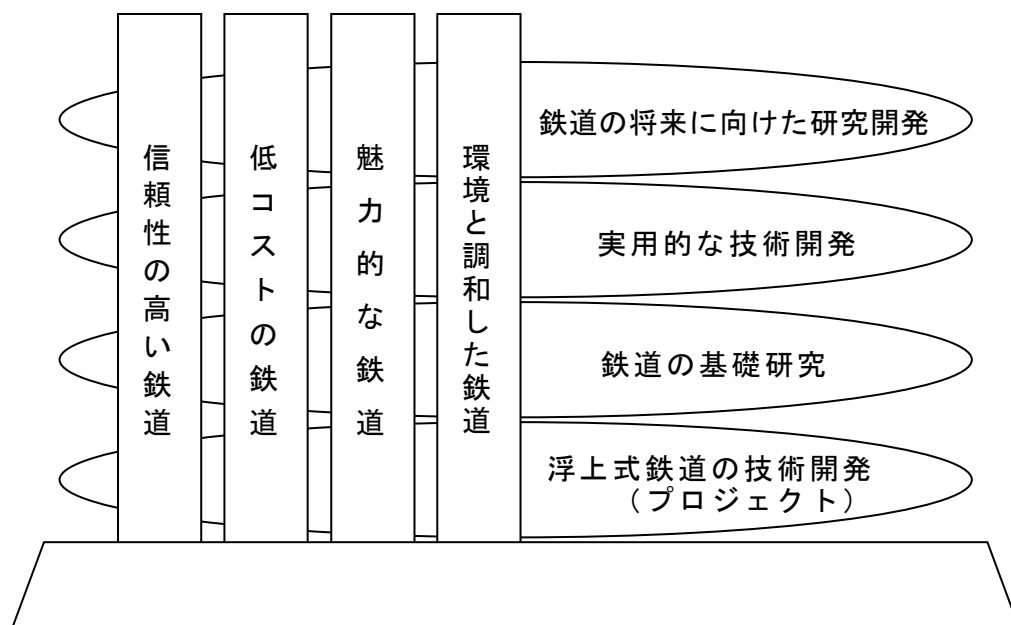 信頼性の高い鉄道
低コストの鉄道
魅力的な鉄道
環境と調和した鉄道
鉄道の将来に向けた研究開発
実用的な技術開発
鉄道の基礎研究
浮上式鉄道の技術開発
（プロジェクト）